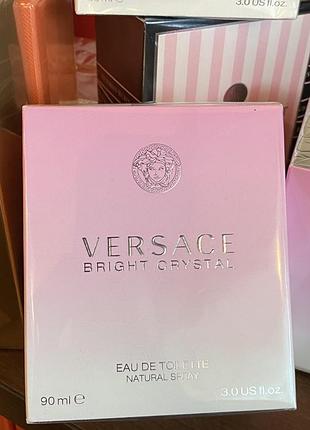 3.0 US fl.oz.
VERSACE
BRIGHT CRYSTAL
EAU DE TOILETTE
NATURAL SPRAY
90 ml e 3.0 US fl.oz.